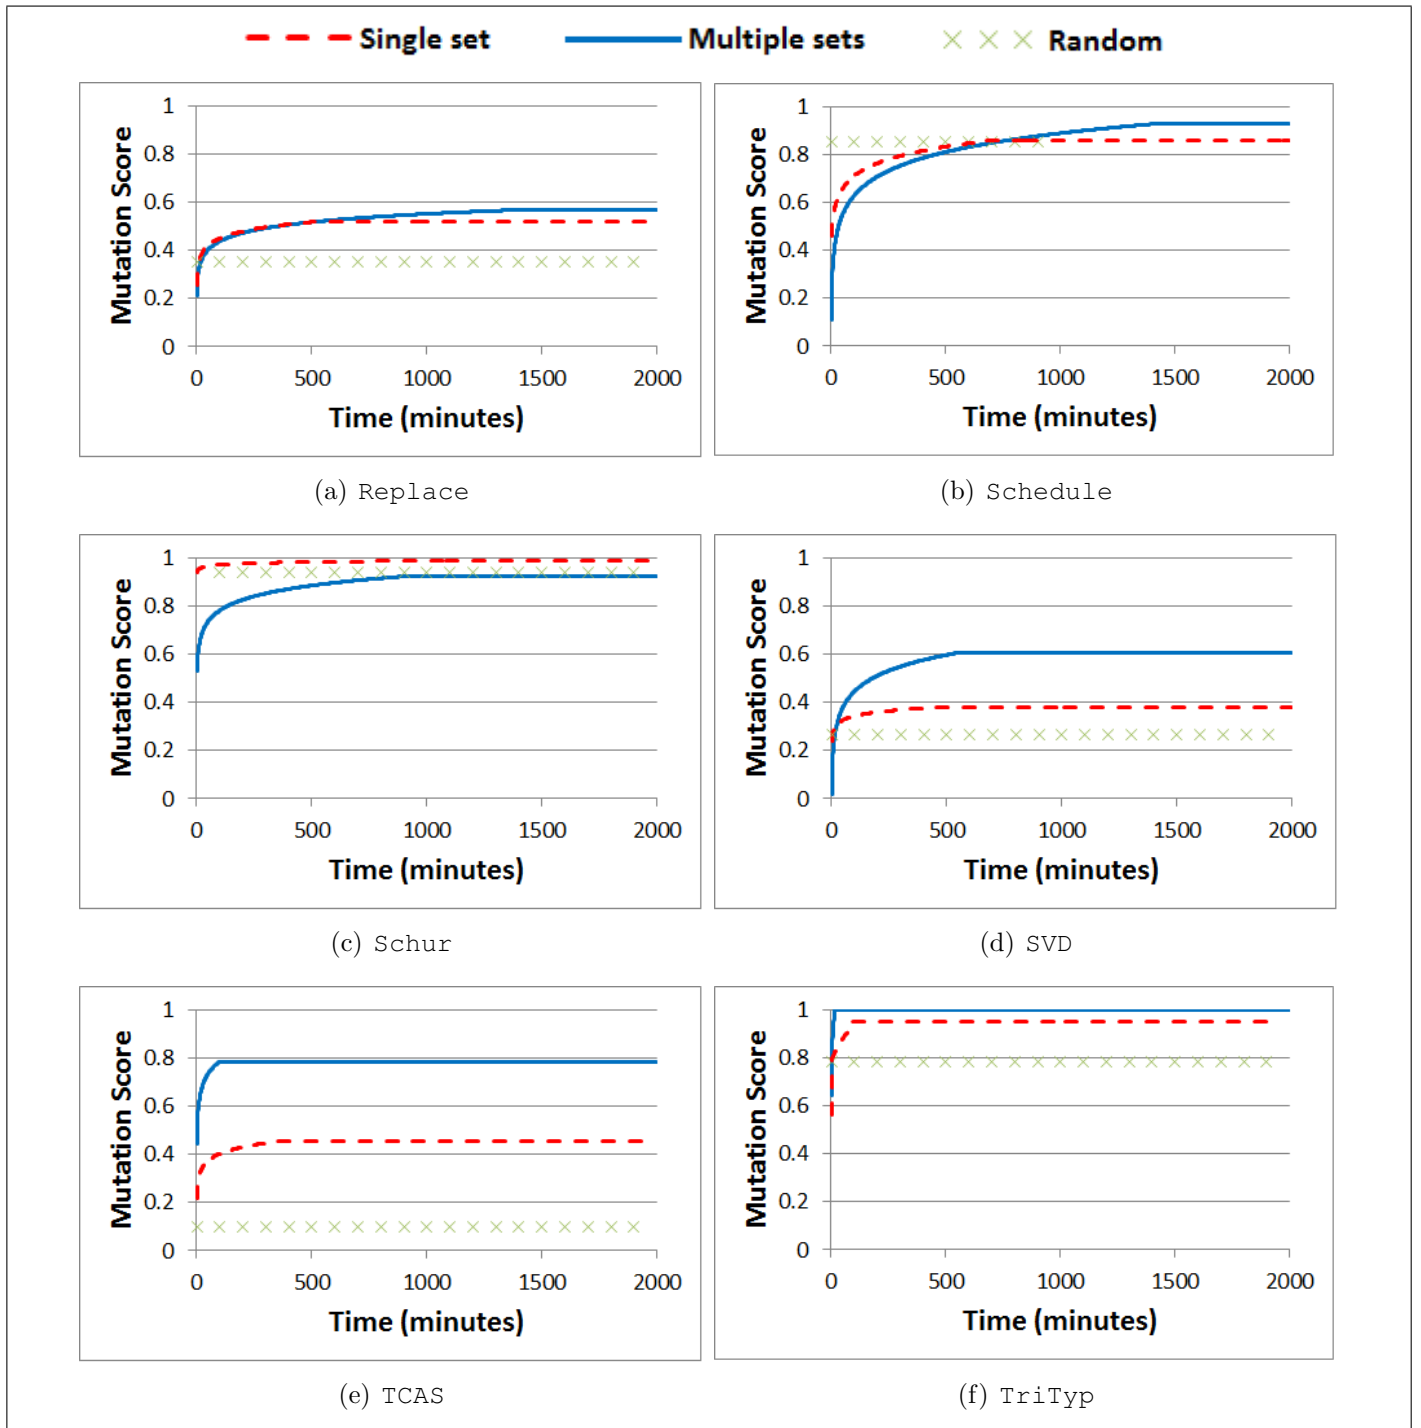 Single set Multiple sets Random
1
0.8
0.6
0.4
0.2
0
Mutation Score
0 500 1000 1500 2000
Time (minutes)
(a) Replace
1
0.8
0.6
0.4
0.2
0
Mutation Score
0 500 1000 1500 2000
Time (minutes)
(b) Schedule
1
0.8
0.6
0.4
0.2
0
Mutation Score
0 500 1000 1500 2000
Time (minutes)
(c) Schur
1
0.8
0.6
0.4
0.2
0
Mutation Score
0 500 1000 1500 2000
Time (minutes)
(d) SVD
1
0.8
0.6
0.4
0.2
0
Mutation Score
0 500 1000 1500 2000
Time (minutes)
(e) TCAS
1
0.8
0.6
0.4
0.2
0
Mutation Score
0 500 1000 1500 2000
Time (minutes)
(f) TriTyp